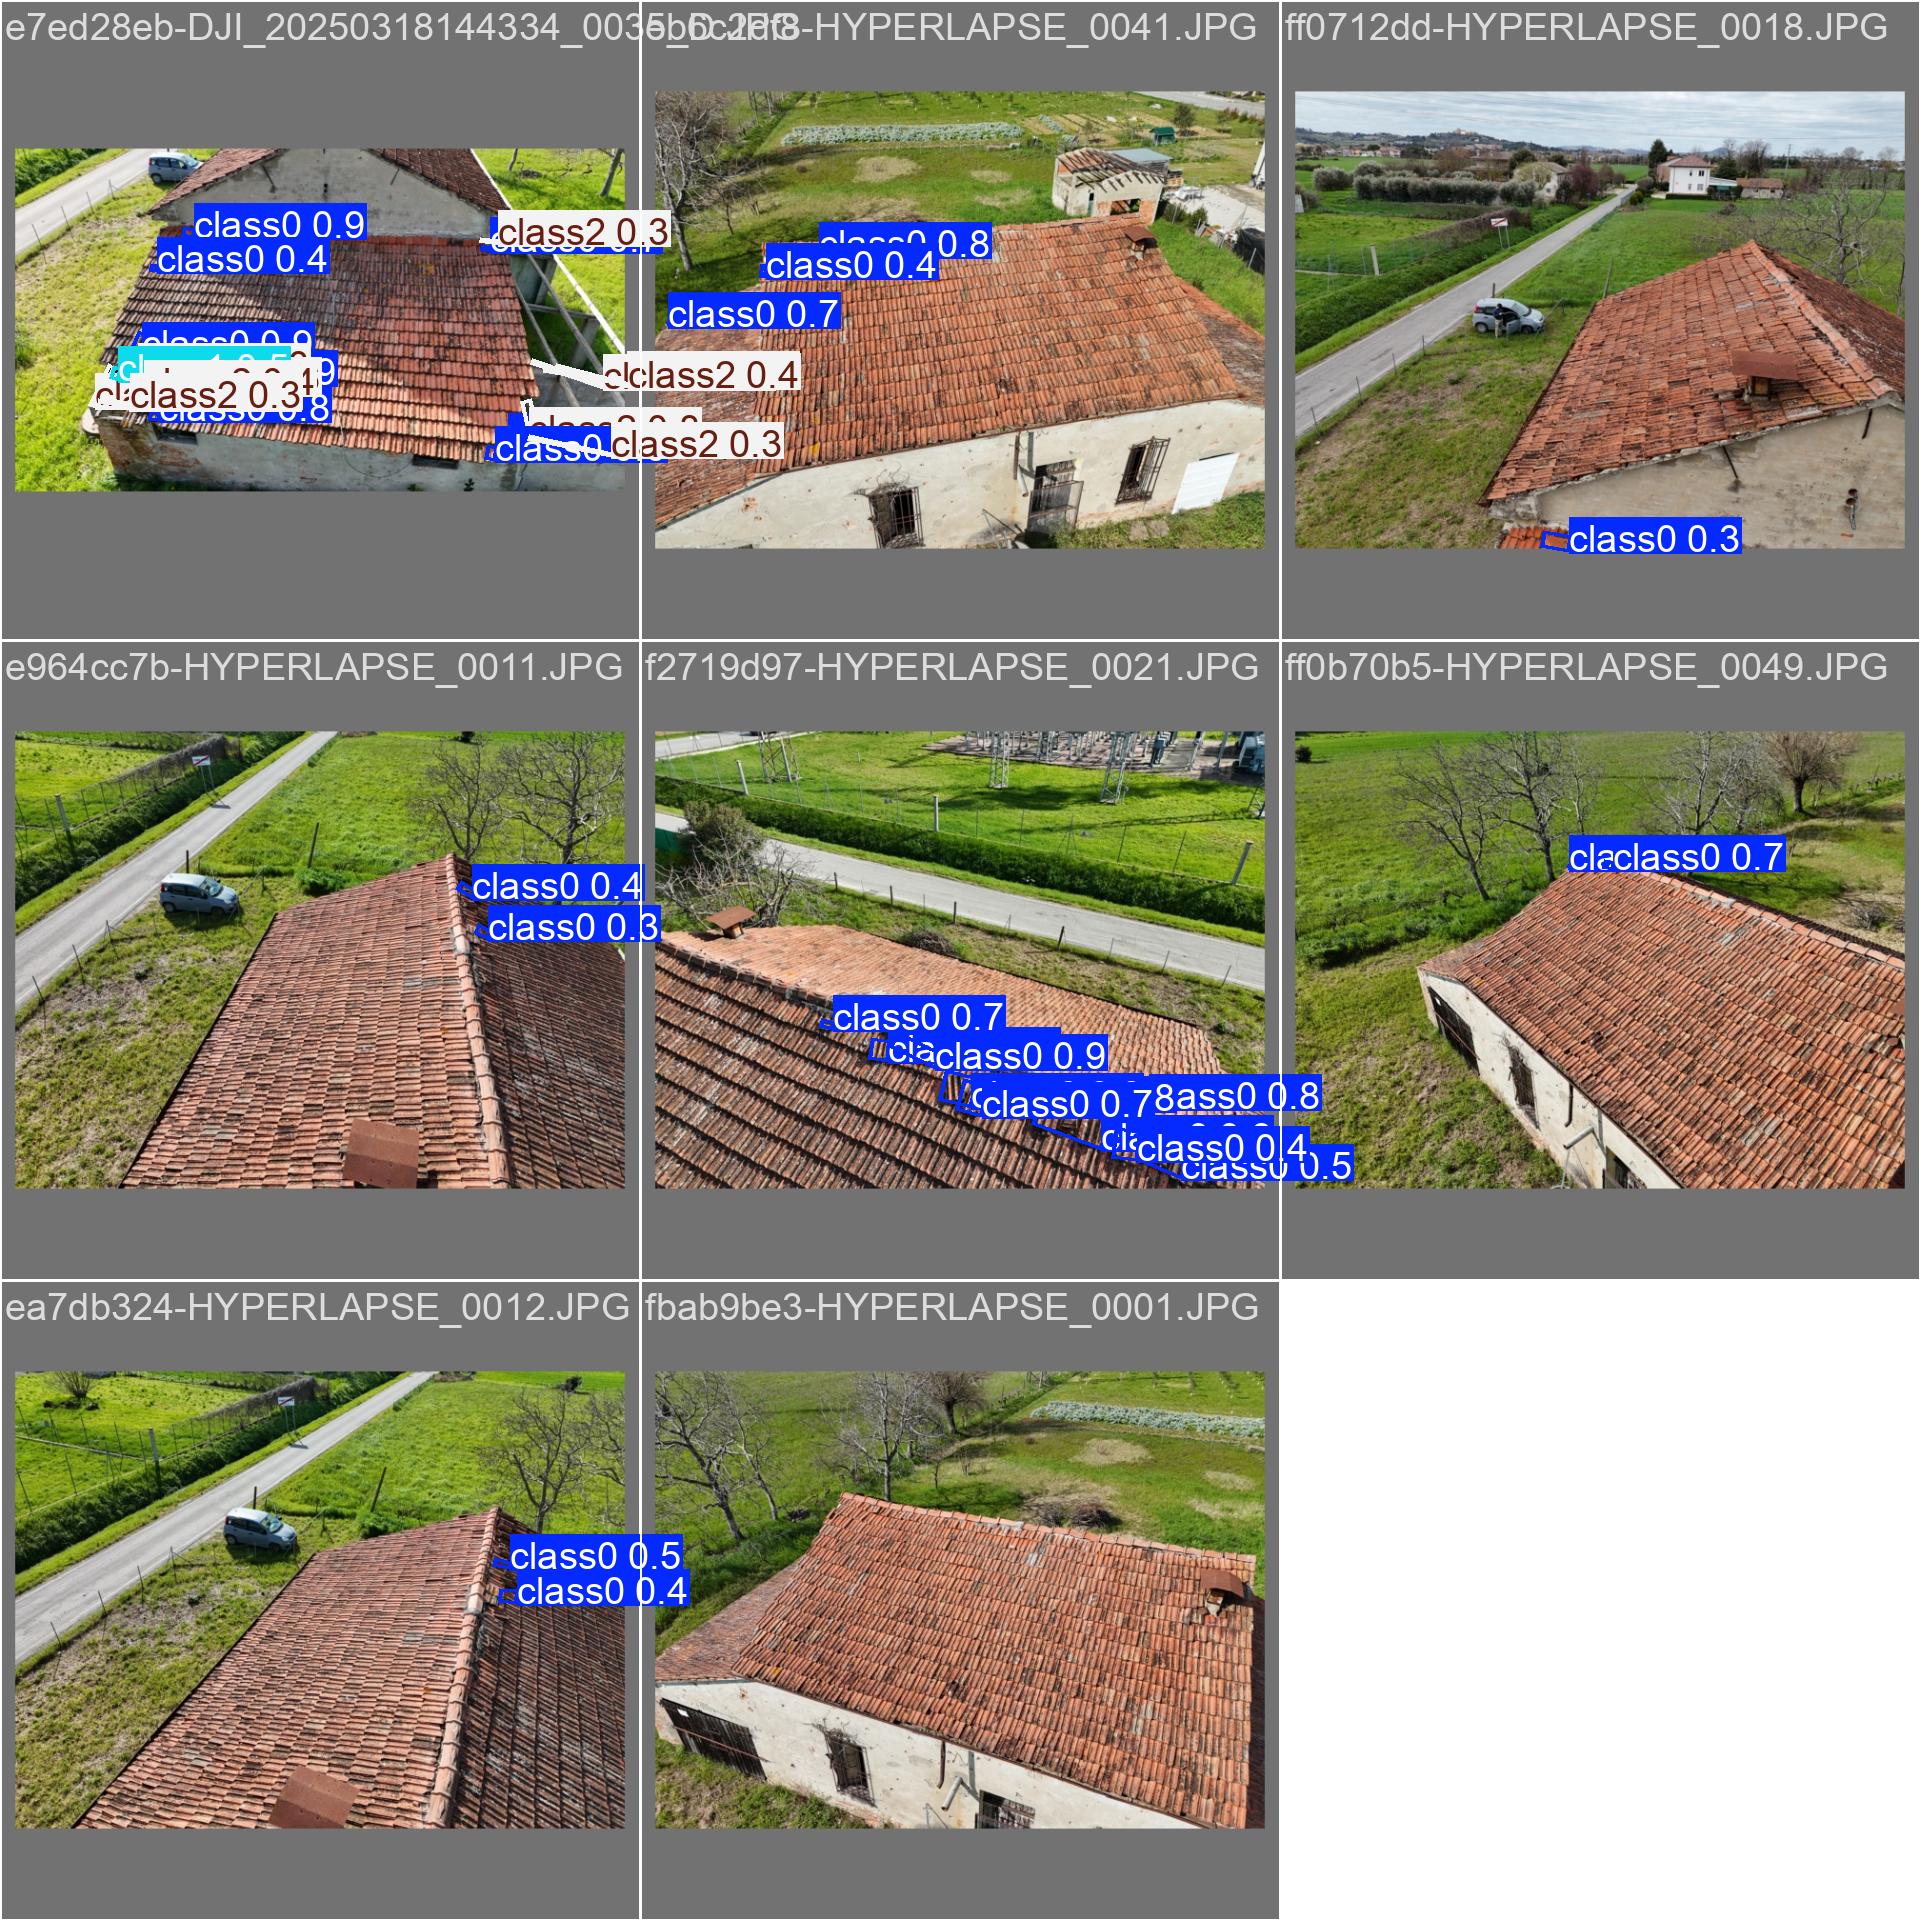 e7ed28eb-DJI_20250318144334_0035_D.JPG
HYPERLAPSE_0041.JPG
ff0712dd-HYPERLAPSE_0018.JPG
class0 0.9
class0 0.4
class2 0.3
class2 0.3
class0 0.8
class2 0.4
class0
class2 0.3
class0 0.8
class0 0.4
class0 0.7
class0 0.3
e964cc7b-HYPERLAPSE_0011.JPG
f2719d97-HYPERLAPSE_0021.JPG
ff0b70b5-HYPERLAPSE_0049.JPG
class0 0.4
class0 0.3
class0 0.7
class0 0.9
class0 0.8
class0 0.7
class0 0.4
class0 0.5
class0 0.7
ea7db324-HYPERLAPSE_0012.JPG
fbab9be3-HYPERLAPSE_0001.JPG
class0 0.5
class0 0.4